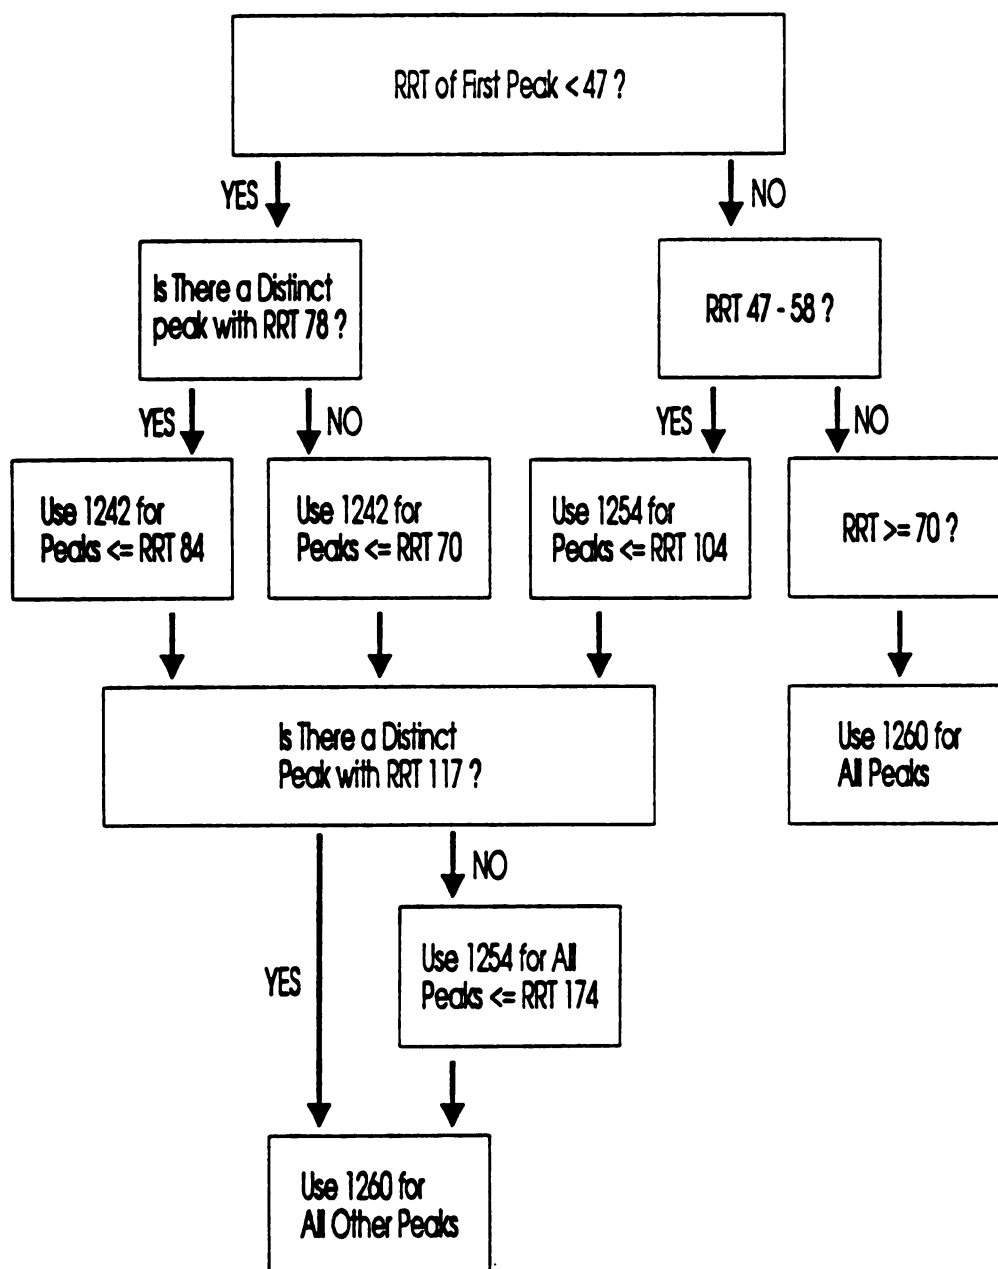 RRT of First Peak < 47 ?
YES
NO
Is There a Distinct
peak with RRT 78 ?
RRT 47 - 58 ?
YES
NO
YES
NO
Use 1242 for
Peaks <= RRT 84
Use 1242 for
Peaks <= RRT 70
Use 1254 for
Peaks <= RRT 104
RRT >= 70 ?
Is There a Distinct
Peak with RRT 117 ?
Use 1260 for
All Peaks
NO
YES
Use 1254 for All
Peaks <= RRT 174
Use 1260 for
All Other Peaks